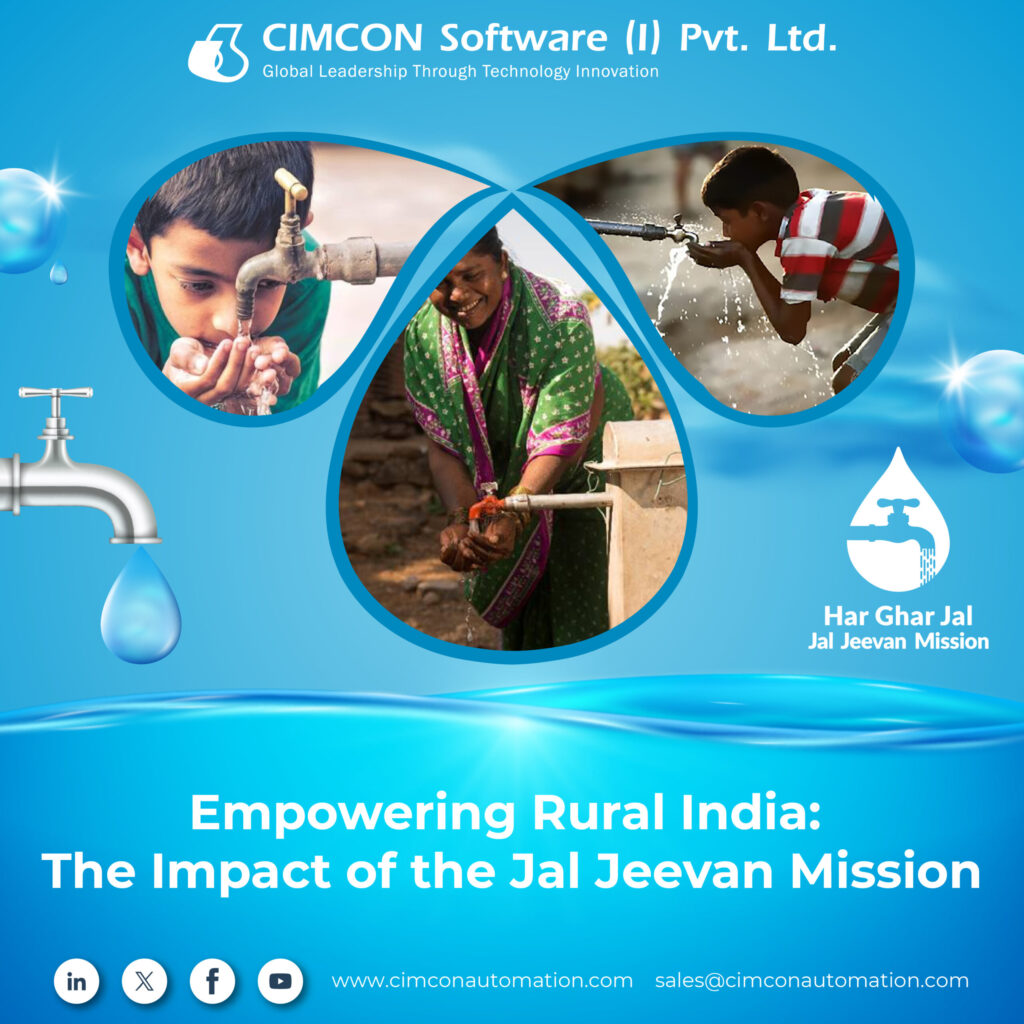 CIMCON Software (I) Pvt. Ltd.
Global Leadership Through Technology Innovation
Har Ghar Jal
Jal Jeevan Mission
Empowering Rural India:
The Impact of the Jal Jeevan Mission
www.cimconautomation.com sales@cimconautomation.com